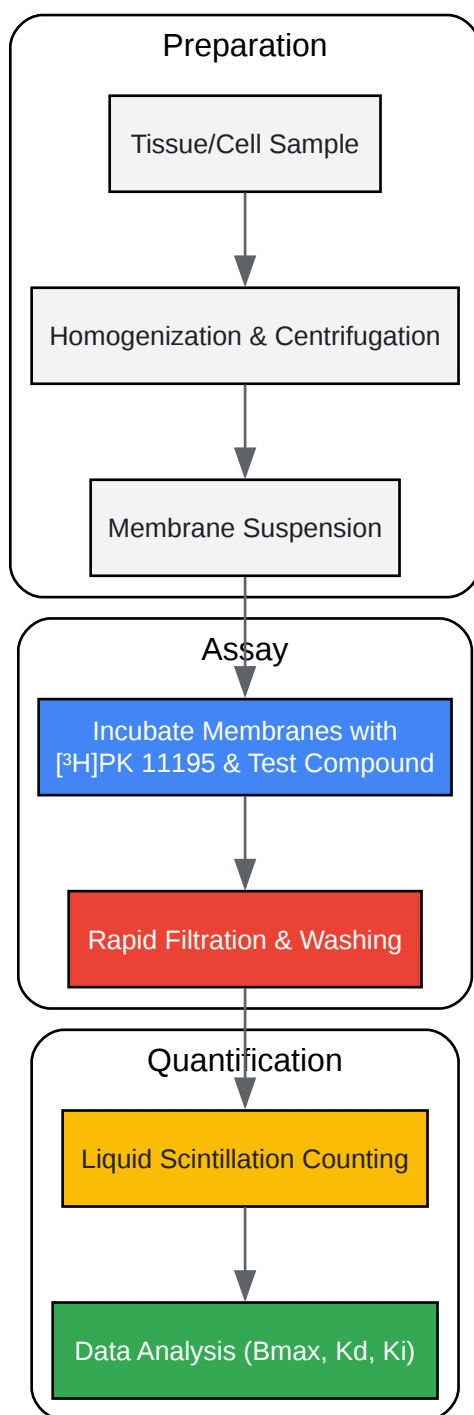 Preparation
Tissue/Cell Sample
Homogenization & Centrifugation
Membrane Suspension
Assay
Incubate Membranes with
[³H]PK 11195 & Test Compound
Rapid Filtration & Washing
Quantification
Liquid Scintillation Counting
Data Analysis (Bmax, Kd, Ki)